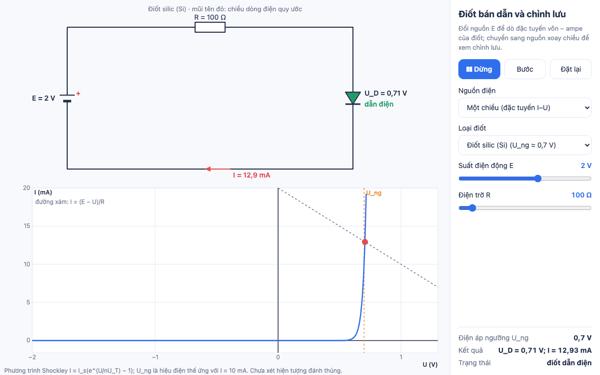 Điốt silic (Si) · mũi tên đỏ: chiều dòng điện quy ước
R = 100 Ω
E = 2 V
+
U_D = 0,71 V
dẫn điện
I = 12,9 mA
I (mA)
đường xám: I = (E − U)/R
U_ng
20
15
10
5
0
−2
−1
0
1
U (V)
Phương trình Shockley I = I_s(e^(U/nU_T) − 1); U_ng là hiệu điện thế ứng với I = 10 mA. Chưa xét hiện tượng đánh thủng.
Điốt bán dẫn và chỉnh lưu
Đổi nguồn E để dò đặc tuyến vôn – ampe
của điốt; chuyển sang nguồn xoay chiều để
xem chỉnh lưu.
Dừng
Bước
Đặt lại
Nguồn điện
Một chiều (đặc tuyến I–U)
Loại điốt
Điốt silic (Si) (U_ng ≈ 0,7 V)
Suất điện động E
2 V
Điện trở R
100 Ω
Điện áp ngưỡng U_ng
0,7 V
Kết quả
U_D = 0,71 V; I = 12,93 mA
Trạng thái
điốt dẫn điện